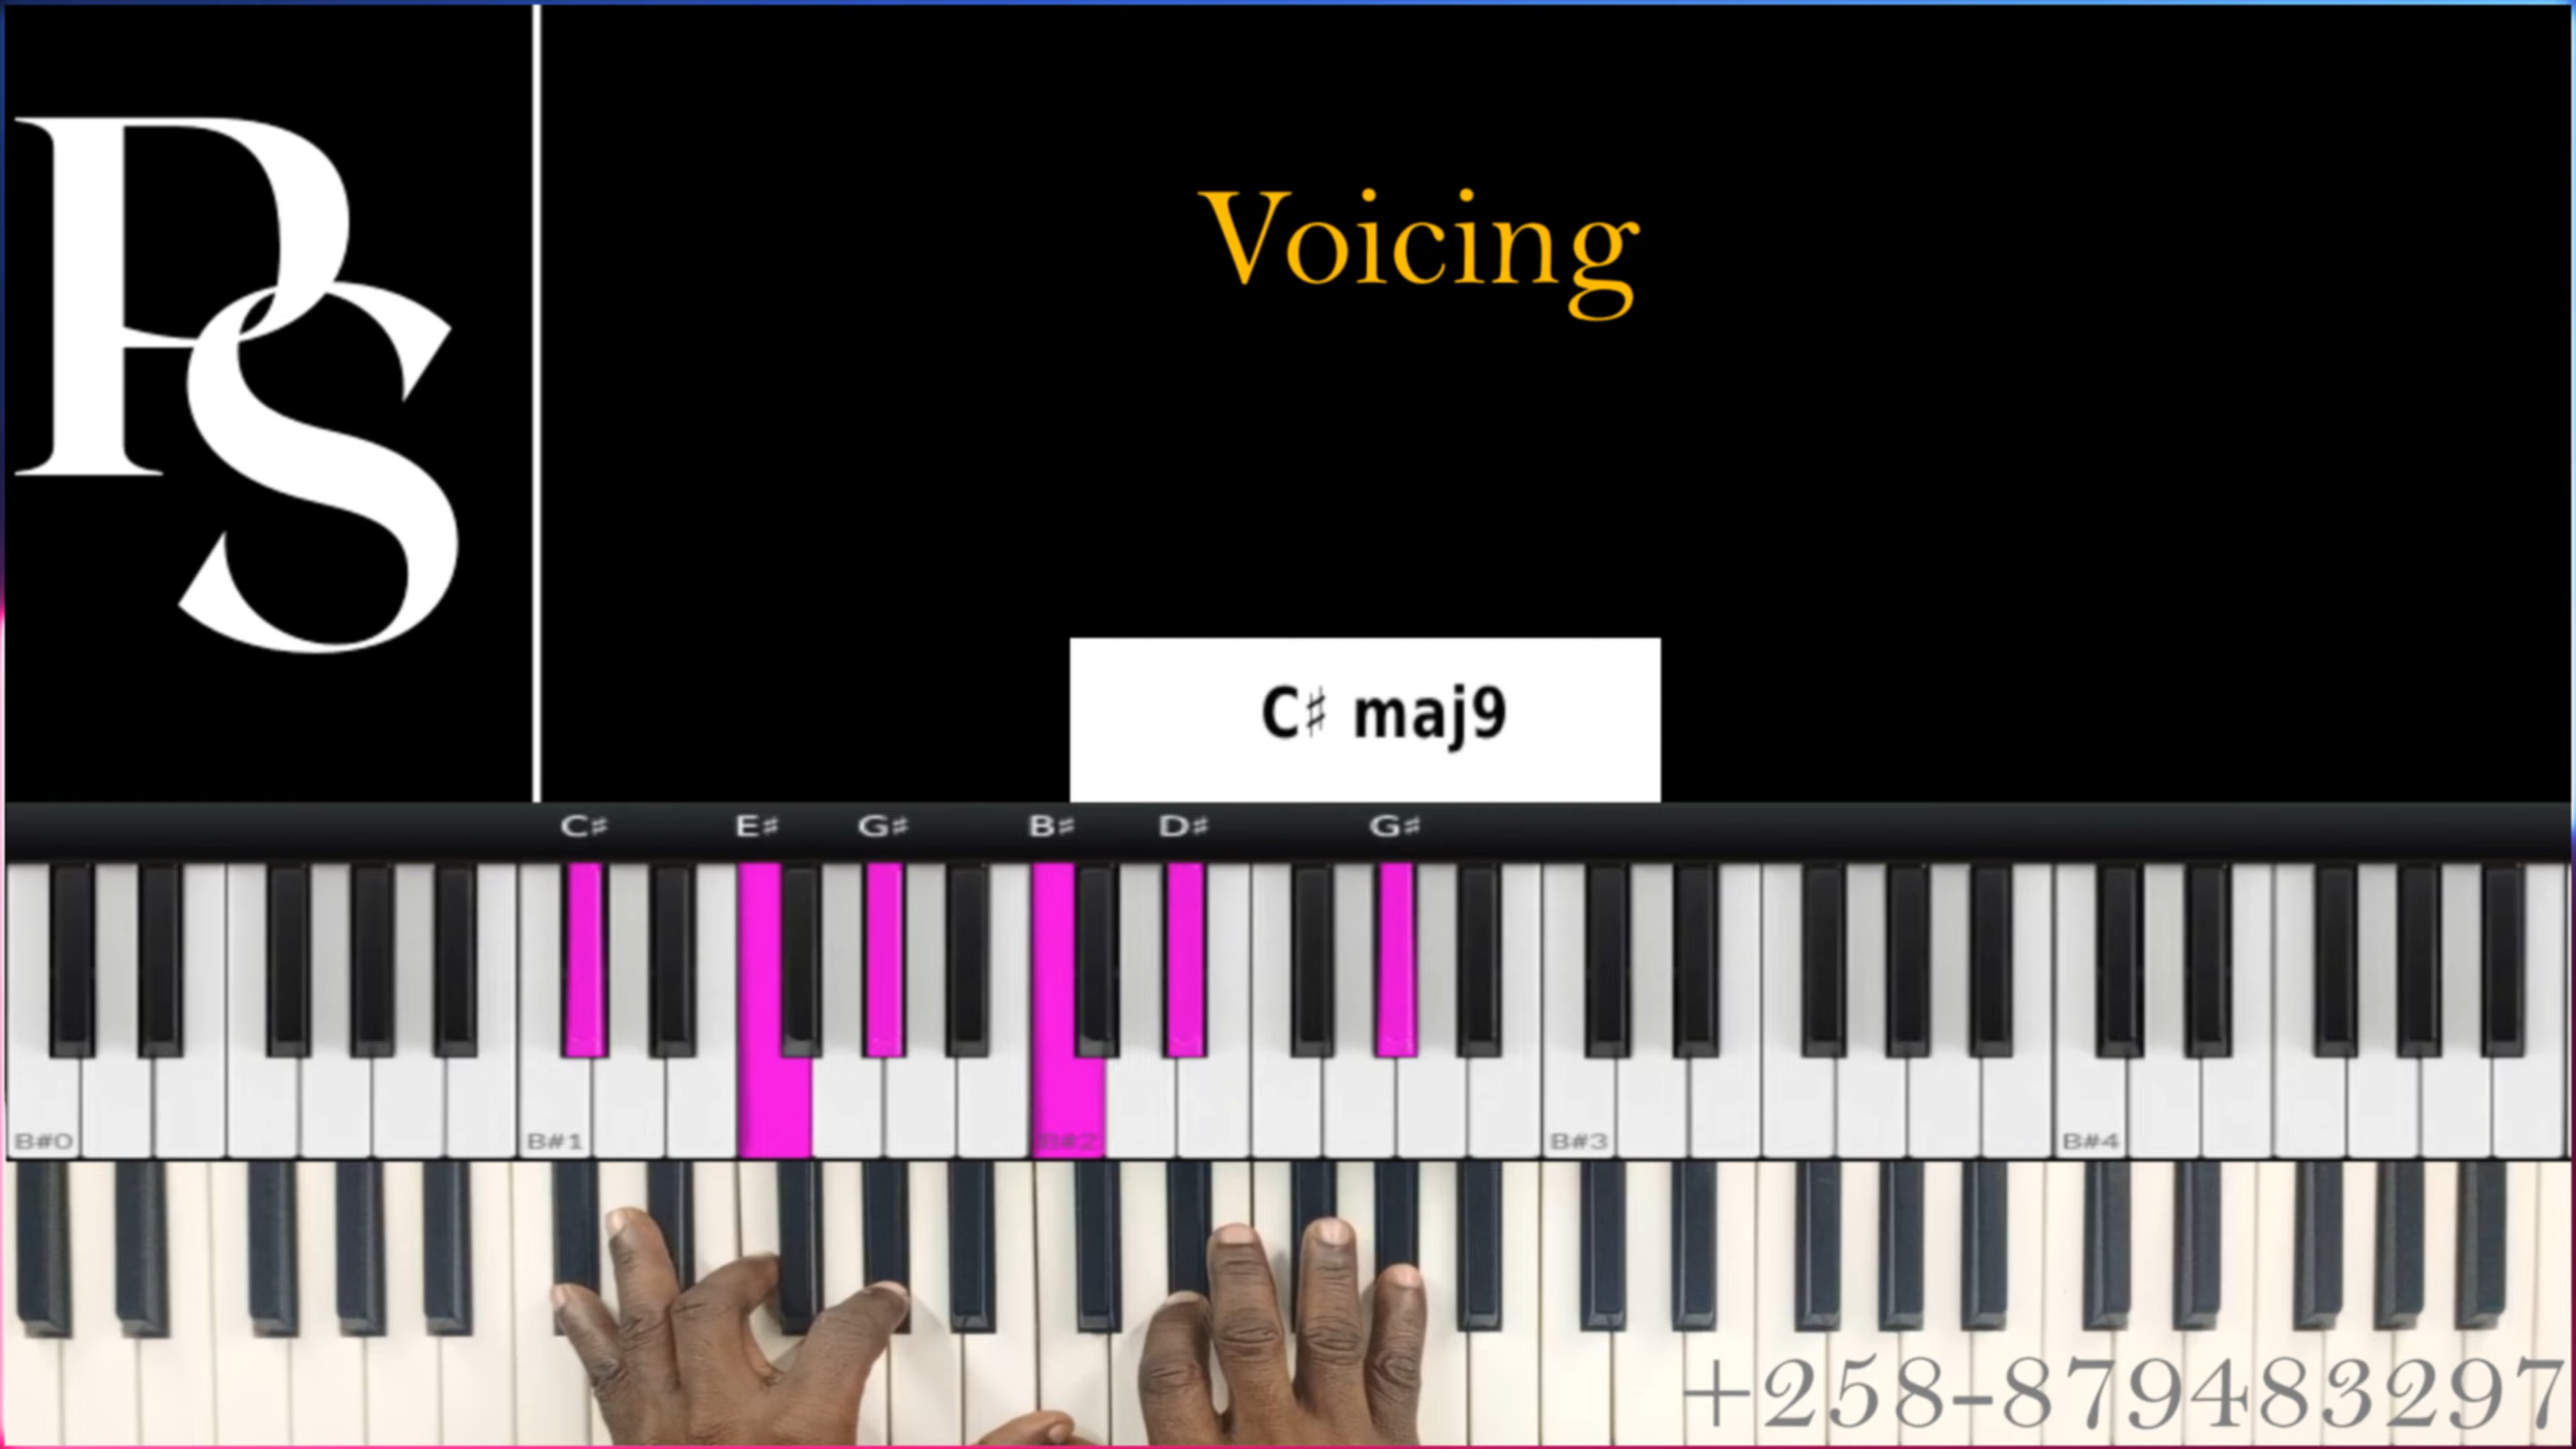 PS
Voicing
C♯ maj9
C♯ E♯ G♯ B♯ D♯ G♯
B#0 B#1 B#2 B#3 B#4
+258-879483297